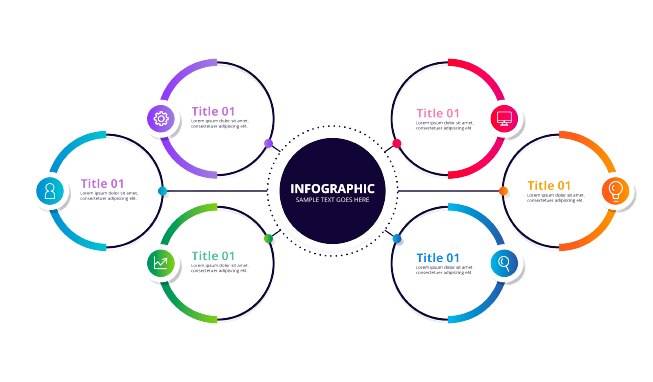 Title 01
Lorem ipsum dolor sit amet,
consectetuer adipiscing elit.
Title 01
Lorem ipsum dolor sit amet,
consectetuer adipiscing elit.
Title 01
Lorem ipsum dolor sit amet,
consectetuer adipiscing elit.
INFOGRAPHIC
SAMPLE TEXT GOES HERE
Title 01
Lorem ipsum dolor sit amet,
consectetuer adipiscing elit.
Title 01
Lorem ipsum dolor sit amet,
consectetuer adipiscing elit.
Title 01
Lorem ipsum dolor sit amet,
consectetuer adipiscing elit.